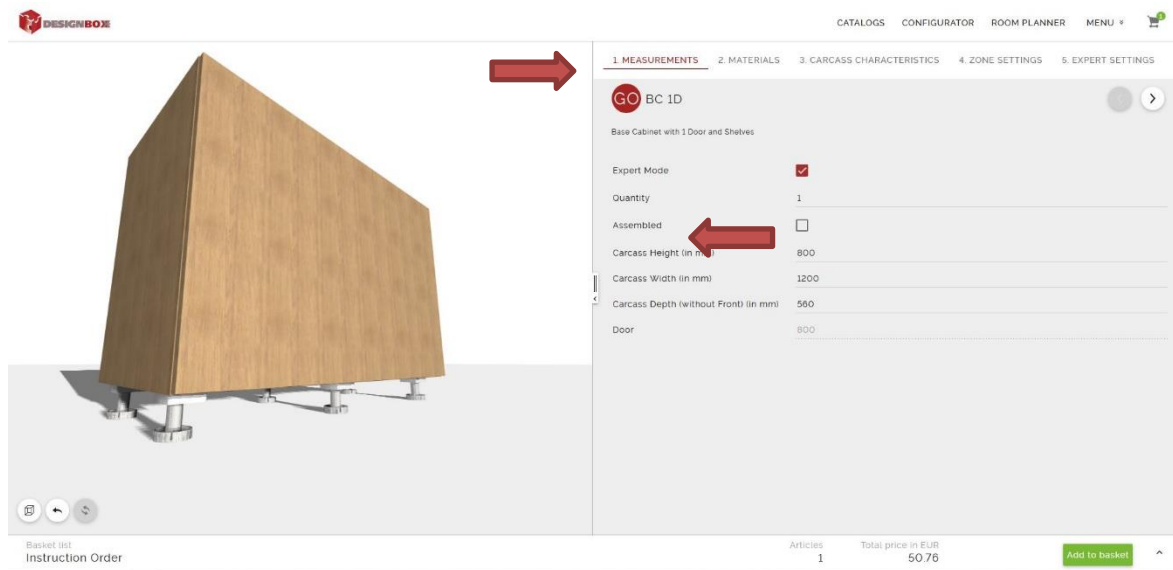 DESIGNBOX
CATALOGS CONFIGURATOR ROOM PLANNER MENU 1
1. MEASUREMENTS 2. MATERIALS 3. CARCASS CHARACTERISTICS 4. ZONE SETTINGS 5. EXPERT SETTINGS
GO BC 1D
Base Cabinet with 1 Door and Shelves
Expert Mode
Quantity 1
Assembled
Carcass Height (in mm) 800
Carcass Width (in mm) 1200
Carcass Depth (without Front) (in mm) 560
Door 800
Basket list Articles Total price in EUR
Instruction Order 1 50.76 Add to basket